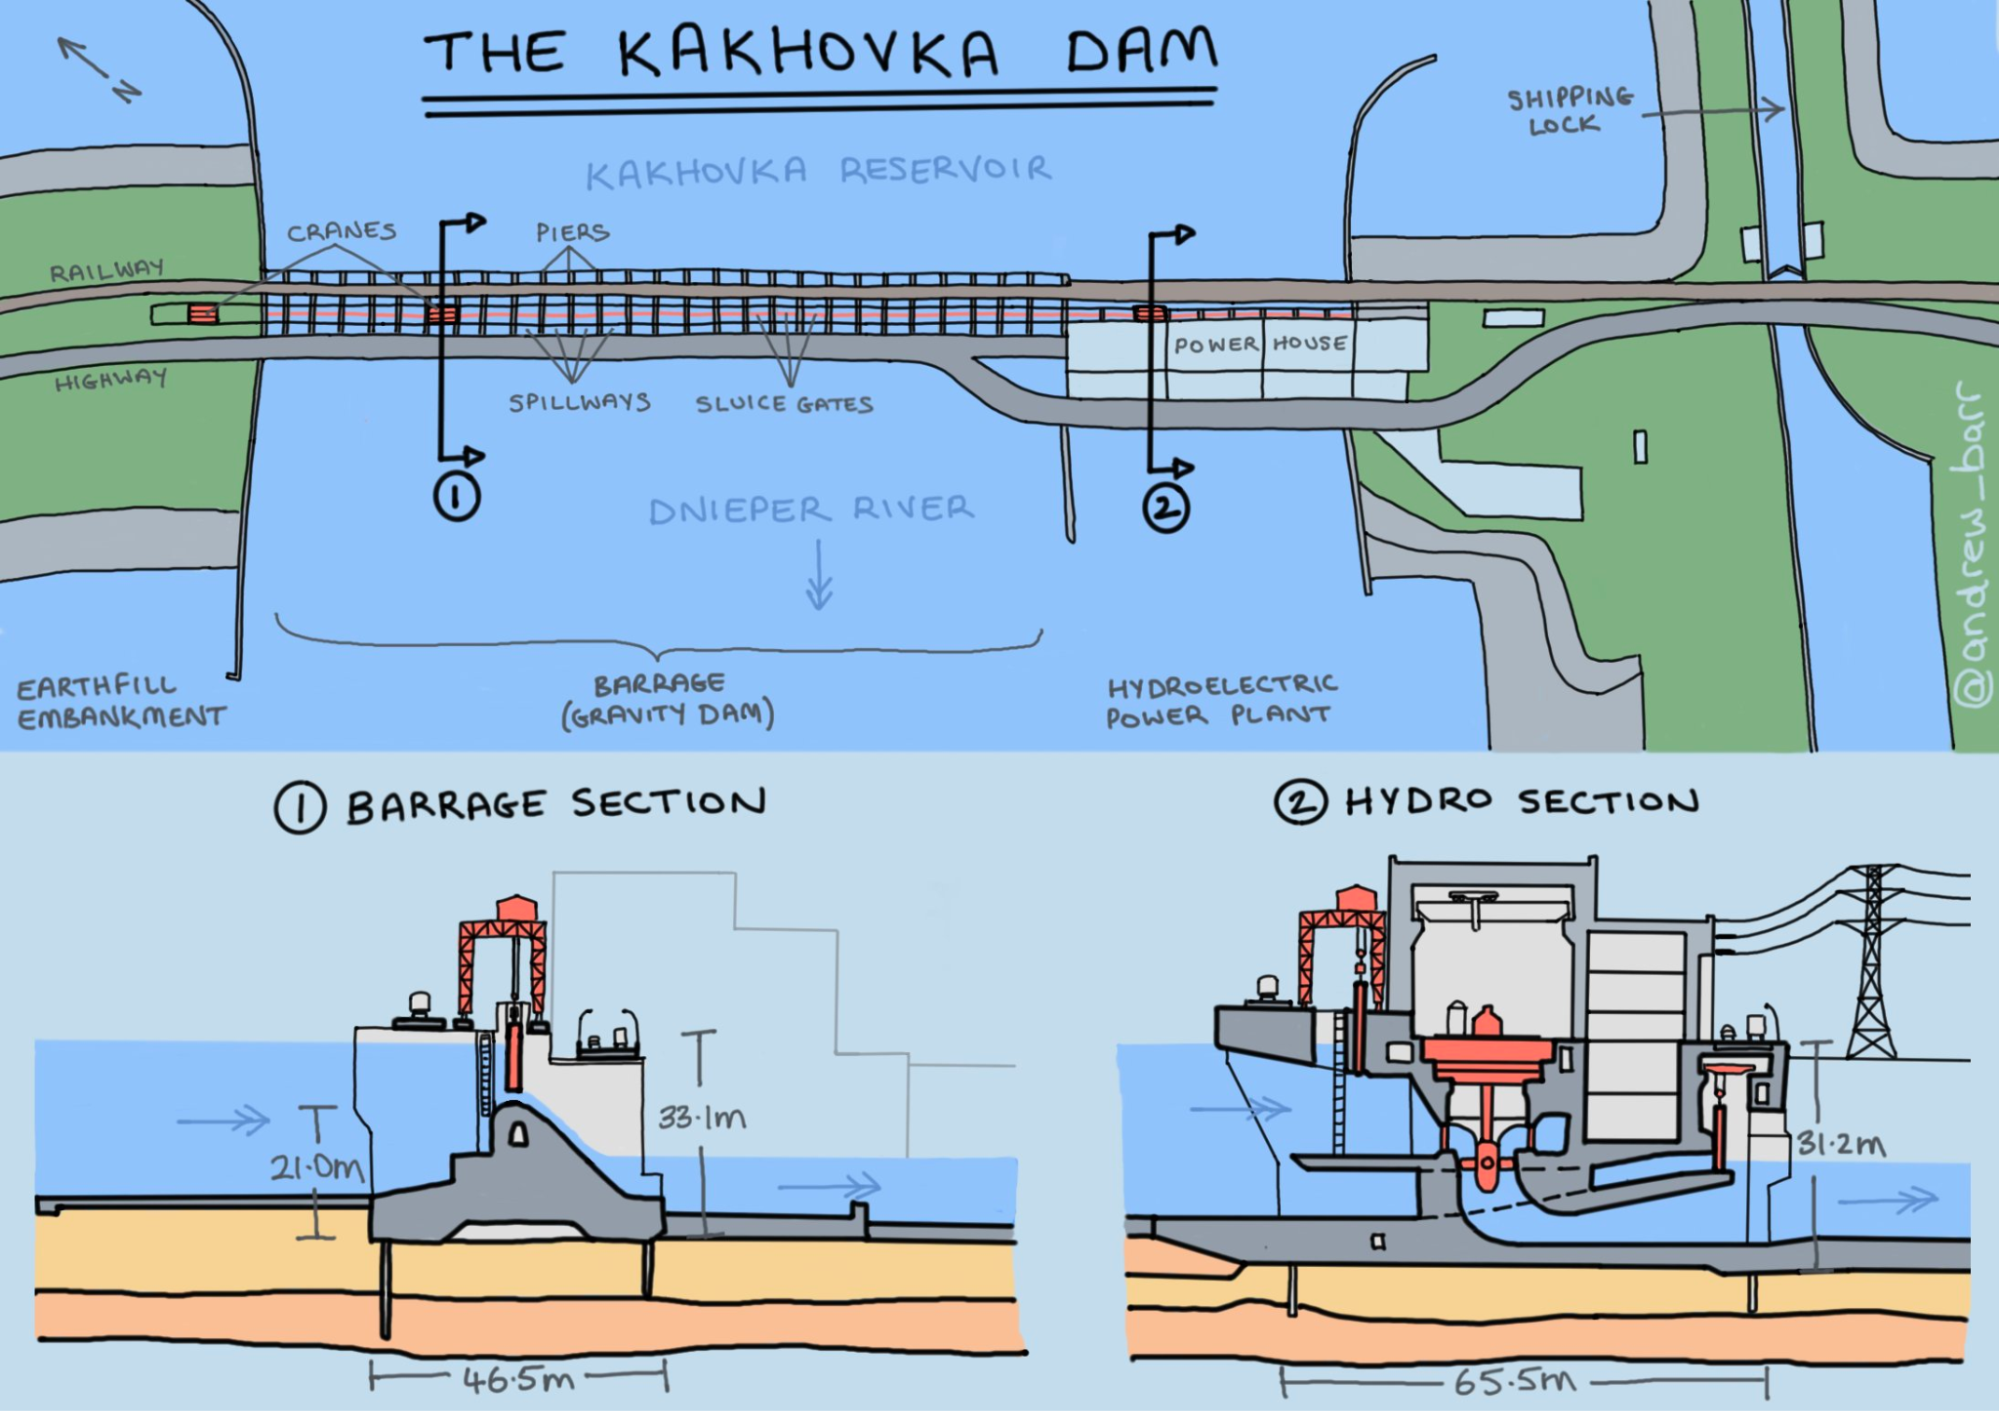 THE KAKHOVKA DAM
N
SHIPPING
LOCK
KAKHOVKA RESERVOIR
CRANES
PIERS
RAILWAY
POWER HOUSE
HIGHWAY
SPILLWAYS
SLUICE GATES
1
DNIEPER RIVER
2
@andrew_barr
EARTHFILL
EMBANKMENT
BARRAGE
(GRAVITY DAM)
HYDROELECTRIC
POWER PLANT
1 BARRAGE SECTION
21.0m
33.1m
46.5m
2 HYDRO SECTION
31.2m
65.5m